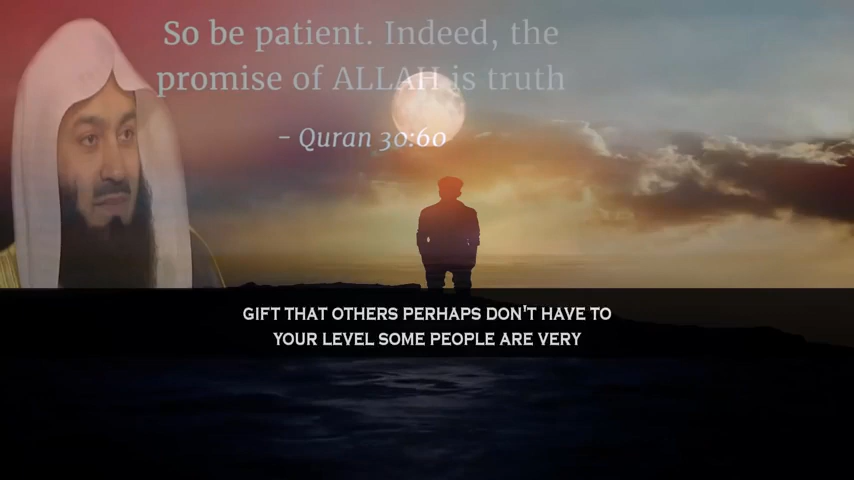 So be patient. Indeed, the
promise of ALLAH is truth
- Quran 30:60
GIFT THAT OTHERS PERHAPS DON'T HAVE TO
YOUR LEVEL SOME PEOPLE ARE VERY